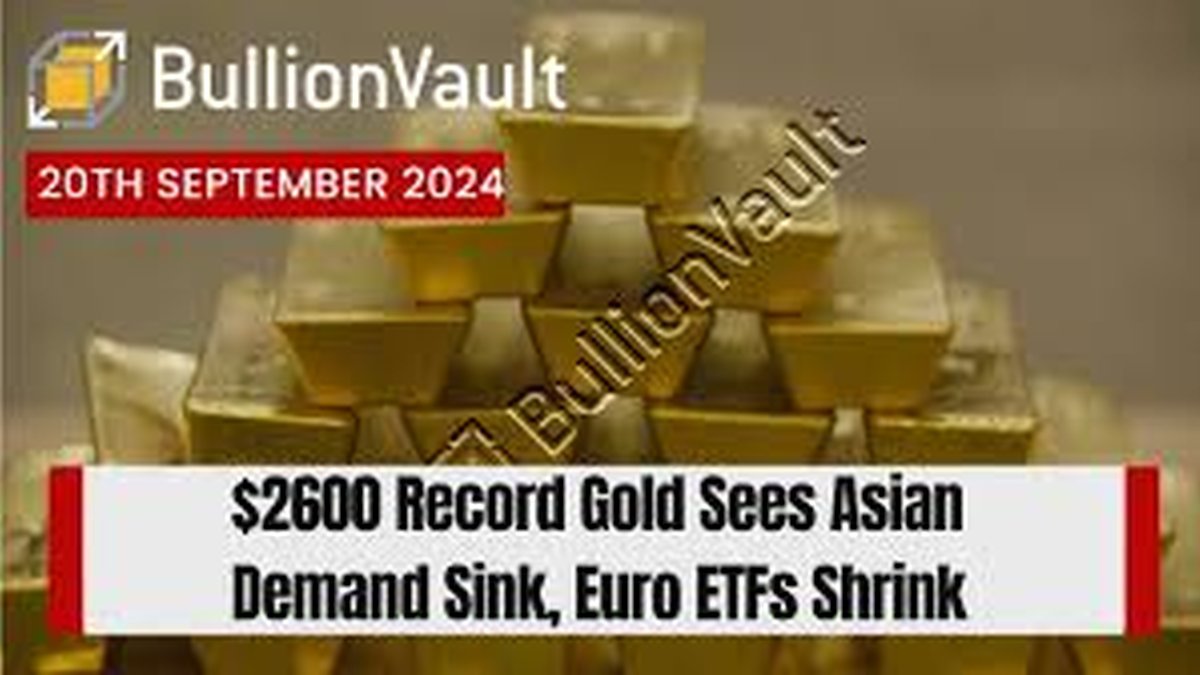 BullionVault
20TH SEPTEMBER 2024
BullionVault
$2600 Record Gold Sees Asian
Demand Sink, Euro ETFs Shrink